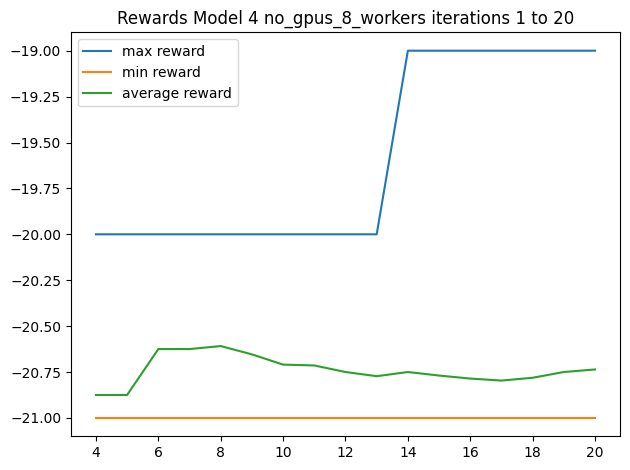 Rewards Model 4 no_gpus_8_workers iterations 1 to 20
max reward
min reward
average reward
−19.00
−19.25
−19.50
−19.75
−20.00
−20.25
−20.50
−20.75
−21.00
4 6 8 10 12 14 16 18 20